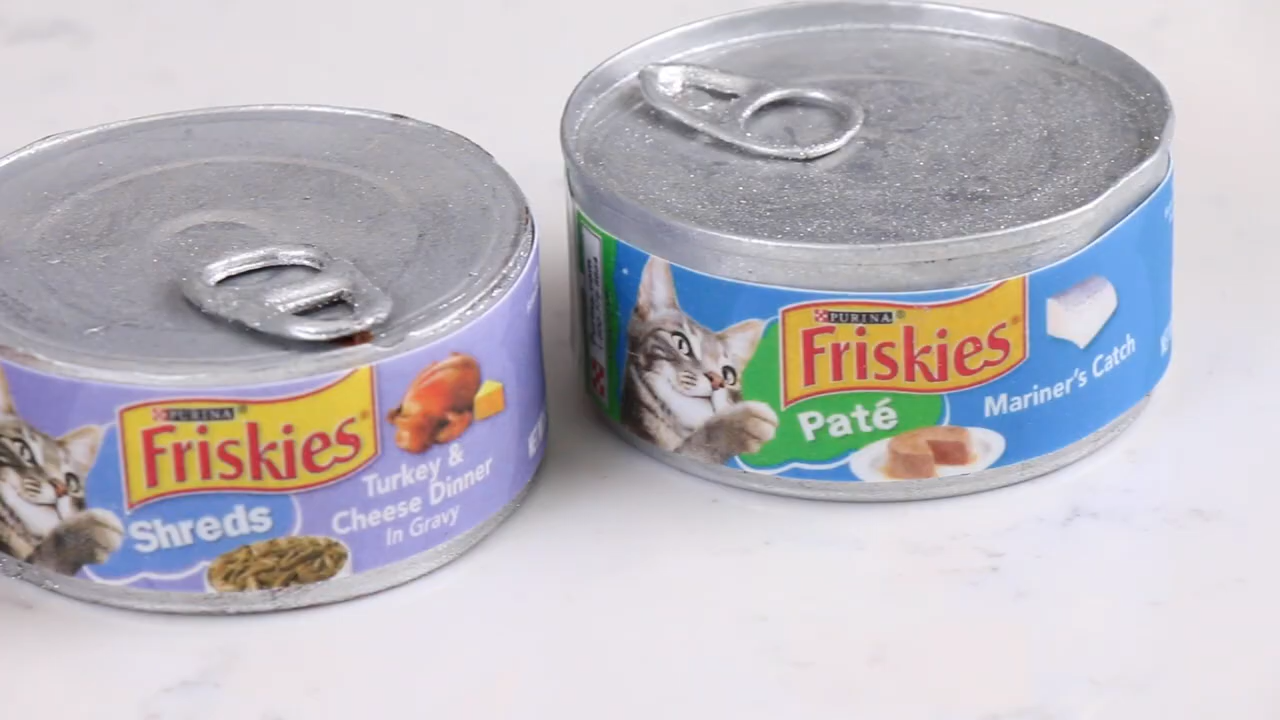 PURINA®
Friskies®
Shreds
Turkey &
Cheese Dinner
In Gravy
PURINA®
Friskies®
Paté
Mariner's Catch